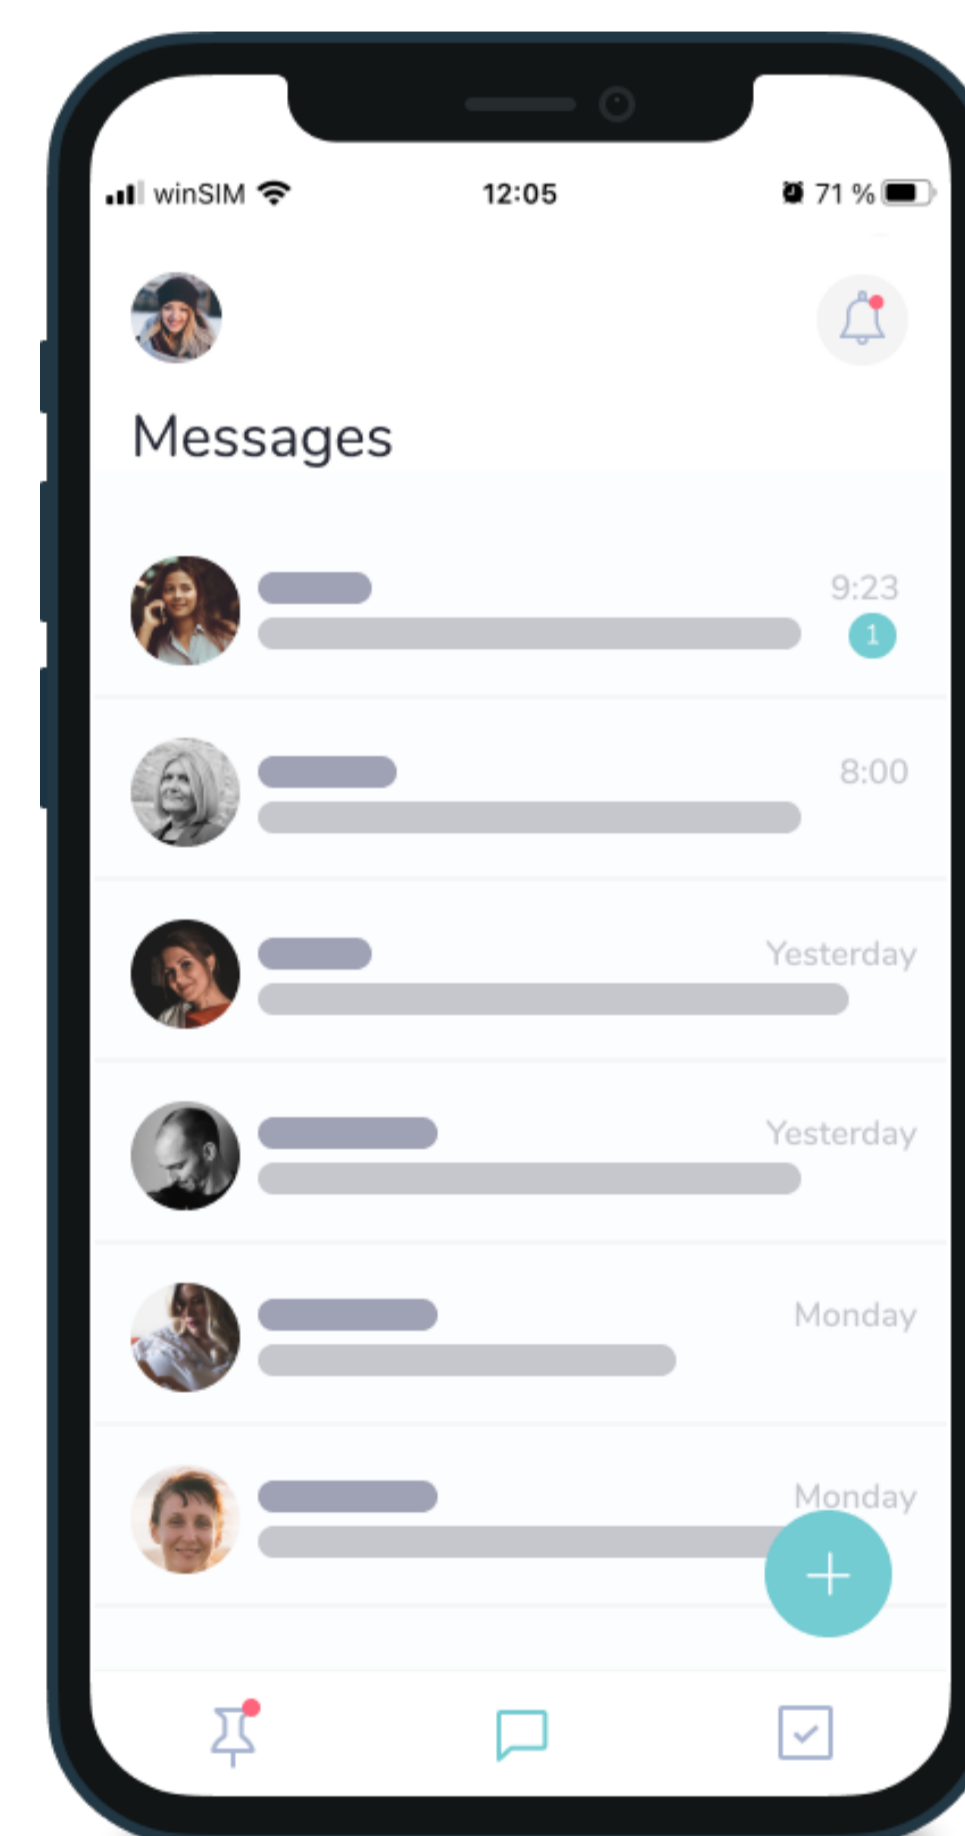 winSIM 12:05 71 %
Messages
9:23
1
8:00
Yesterday
Yesterday
Monday
Monday